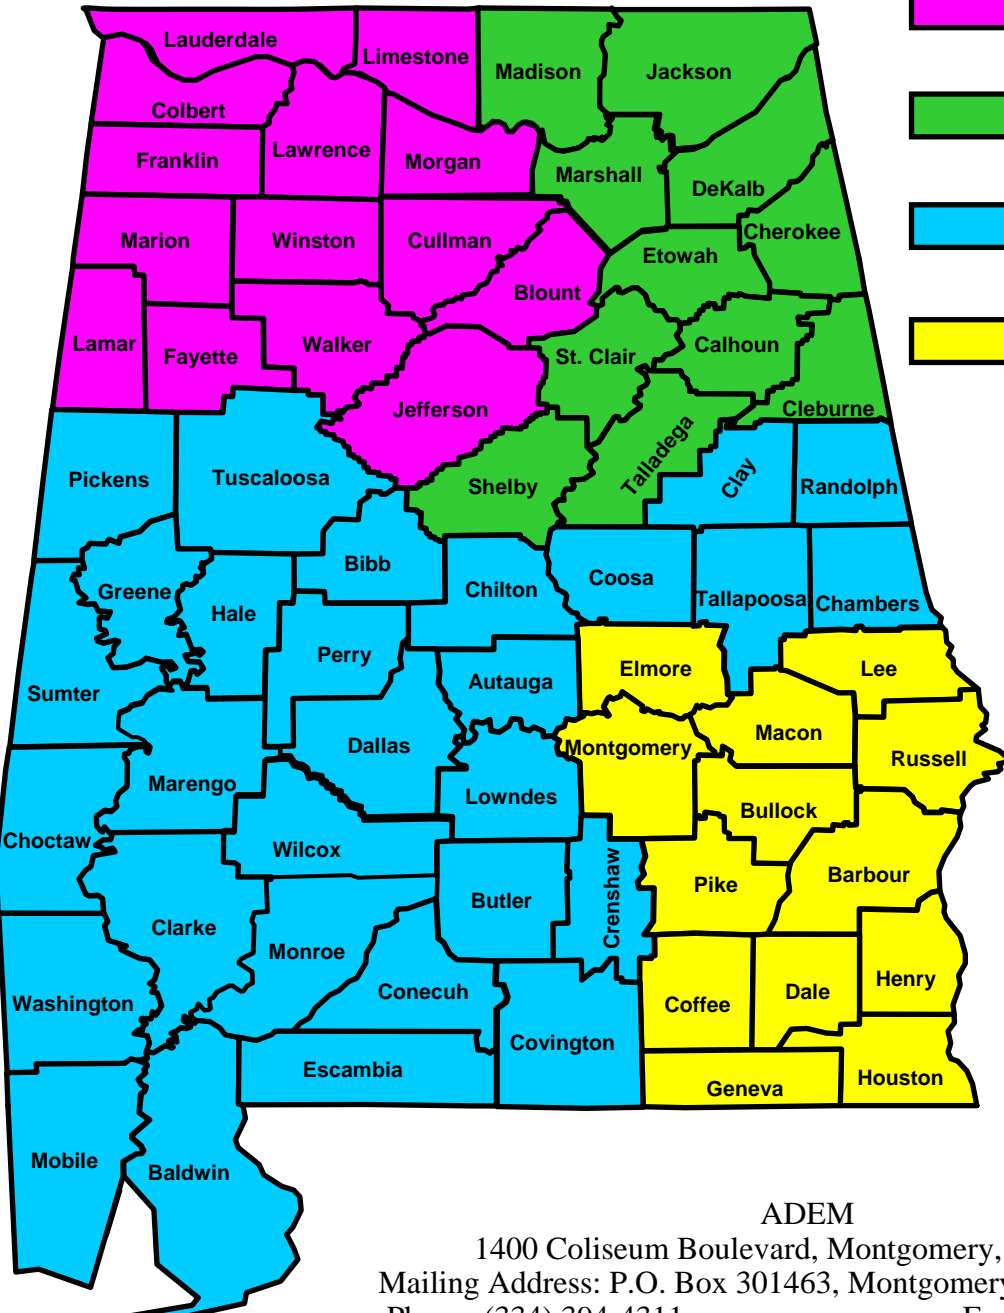 Lauderdale
Limestone
Madison
Jackson
Colbert
Franklin
Lawrence
Morgan
Marshall
DeKalb
Marion
Winston
Cullman
Cherokee
Etowah
Blount
Lamar
Fayette
Walker
St. Clair
Calhoun
Jefferson
Cleburne
Talladega
Pickens
Tuscaloosa
Shelby
Clay
Randolph
Bibb
Greene
Hale
Chilton
Coosa
Tallapoosa
Chambers
Perry
Elmore
Lee
Sumter
Autauga
Dallas
Montgomery
Macon
Russell
Marengo
Lowndes
Bullock
Choctaw
Wilcox
Crenshaw
Pike
Barbour
Butler
Clarke
Monroe
Conecuh
Washington
Coffee
Dale
Henry
Covington
Escambia
Geneva
Houston
Mobile
Baldwin
ADEM
1400 Coliseum Boulevard, Montgomery,
Mailing Address: P.O. Box 301463, Montgomery
(334) 394-4311